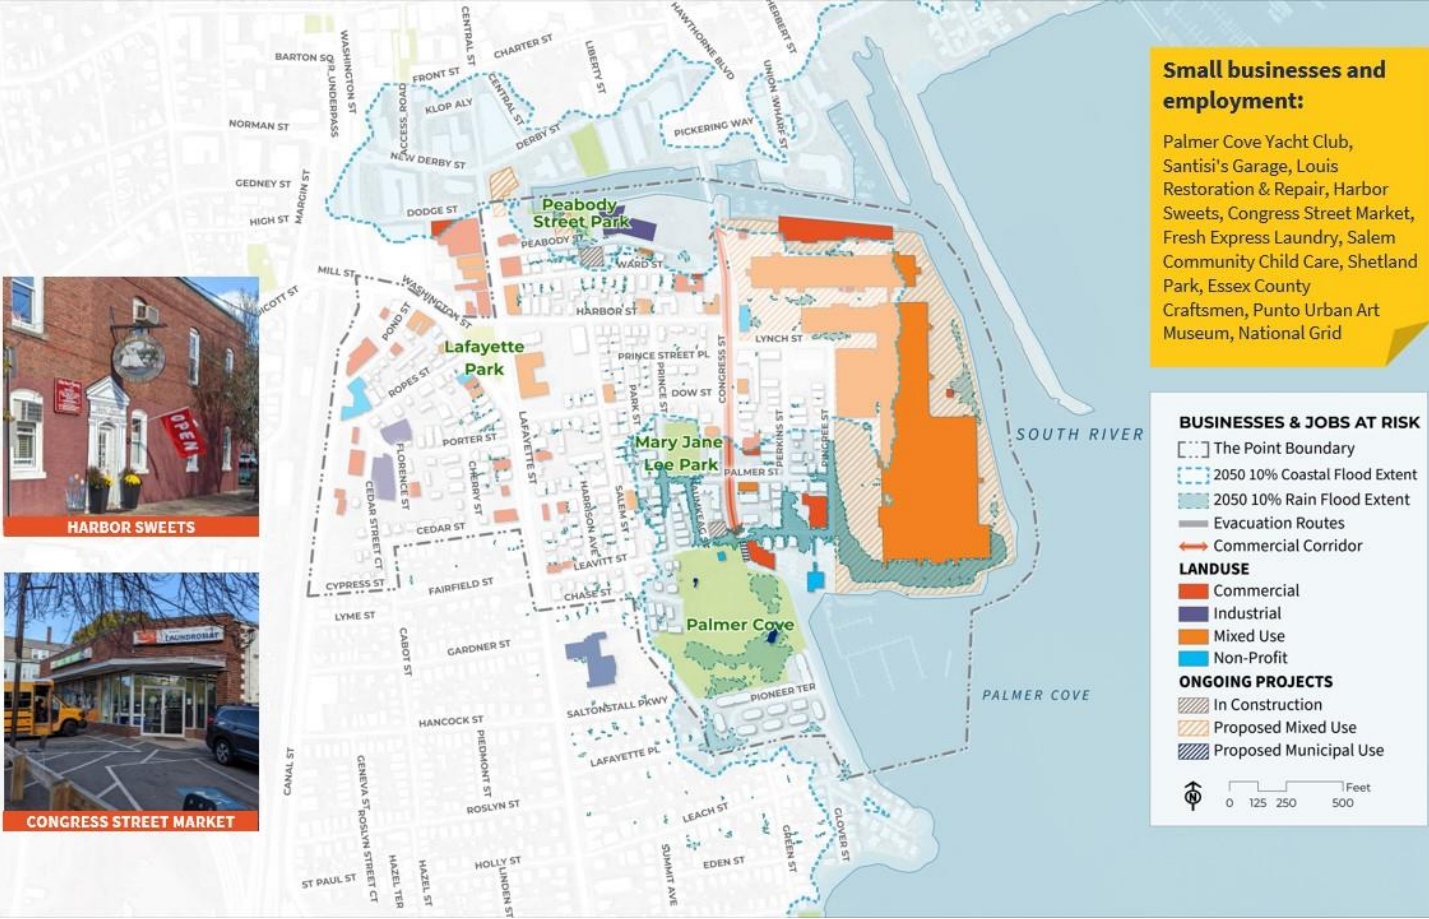 Small businesses and
employment:
Palmer Cove Yacht Club,
Santisi's Garage, Louis
Restoration & Repair, Harbor
Sweets, Congress Street Market,
Fresh Express Laundry, Salem
Community Child Care, Shetland
Park, Essex County
Craftsmen, Punto Urban Art
Museum, National Grid
BUSINESSES & JOBS AT RISK
The Point Boundary
2050 10% Coastal Flood Extent
2050 10% Rain Flood Extent
Evacuation Routes
Commercial Corridor
LANDUSE
Commercial
Industrial
Mixed Use
Non-Profit
ONGOING PROJECTS
In Construction
Proposed Mixed Use
Proposed Municipal Use
N
0 125 250 500
Feet
OPEN
HARBOR SWEETS
LAUNDROMAT
CONGRESS STREET MARKET
BARTON SQ
R_UNDERPASS
WASHINGTON ST
CENTRAL ST
CHARTER ST
LIBERTY ST
HAWTHORNE BLVD
HERBERT ST
UNION ST
WHARF ST
FRONT ST
KLOP ALY
CENTRAL ST
ACCESS_ROAD
DERBY ST
PICKERING WAY
NORMAN ST
NEW DERBY ST
GEDNEY ST
MARGIN ST
HIGH ST
DODGE ST
Peabody
Street Park
PEABODY ST
WARD ST
MILL ST
WASHINGTON ST
POND ST
HARBOR ST
Lafayette
Park
LYNCH ST
PRINCE STREET PL
CONGRESS ST
ROPES ST
PARK ST
PRINCE ST
DOW ST
PORTER ST
LAFAYETTE ST
Mary Jane
Lee Park
PERKINS ST
PINGREE ST
PALMER ST
SOUTH RIVER
FLORENCE ST
CEDAR STREET CT
CHERRY ST
HARRISON AVE
SALEM ST
CEDAR ST
LEAVITT ST
CYPRESS ST
FAIRFIELD ST
CHASE ST
LYME ST
CABOT ST
GARDNER ST
Palmer Cove
PALMER COVE
PIONEER TER
SALTONSTALL PKWY
HANCOCK ST
PIEDMONT ST
LAFAYETTE PL
CANAL ST
GENEVA ST
ROSLYN ST
ROSLYN STREET CT
LEACH ST
GREEN ST
GLOVER ST
HOLLY ST
EDEN ST
SUMMIT AVE
ST PAUL ST
HAZEL TER
HAZEL ST
LINDEN ST